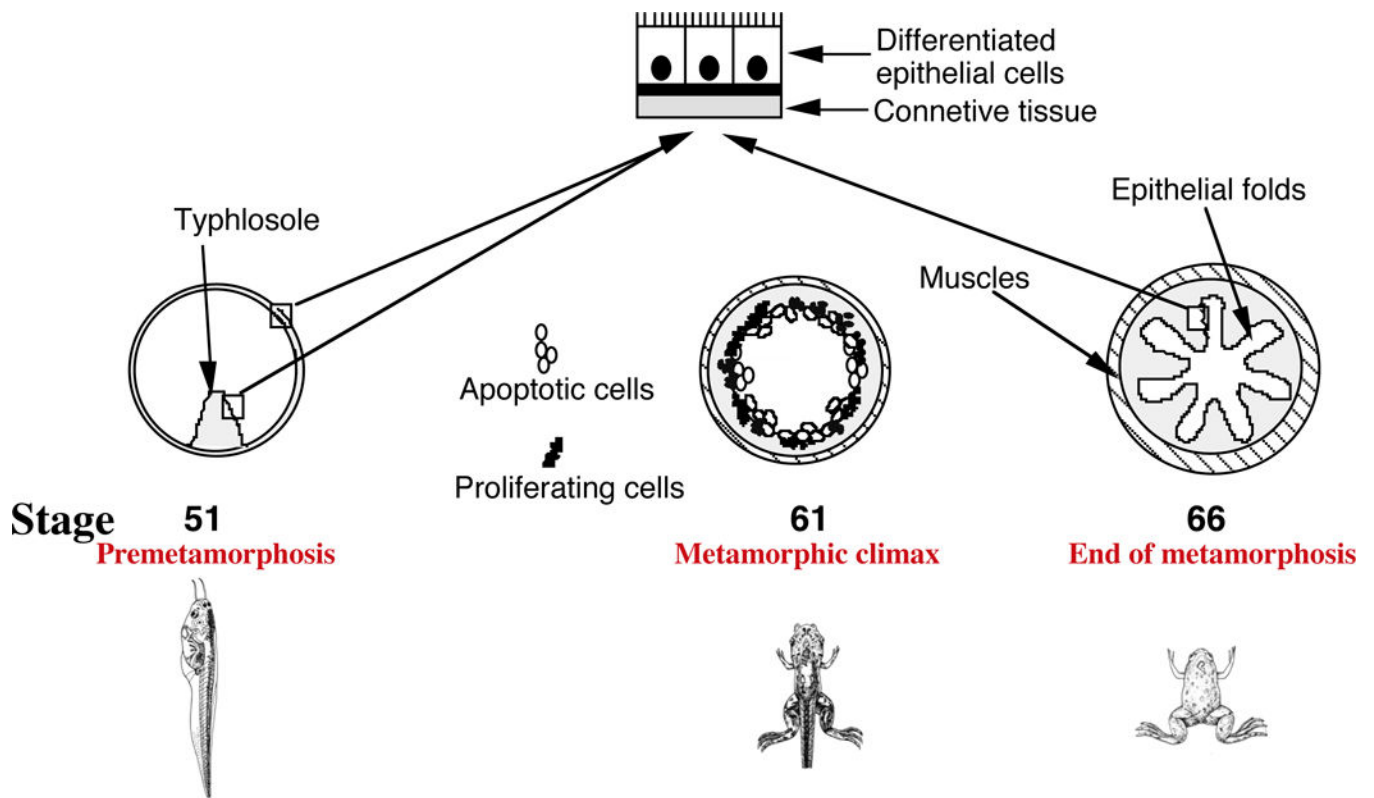 Differentiated
epithelial cells
Connetive tissue
Typhlosole
Epithelial folds
Muscles
Apoptotic cells
Proliferating cells
Stage 51 61 66
Premetamorphosis Metamorphic climax End of metamorphosis